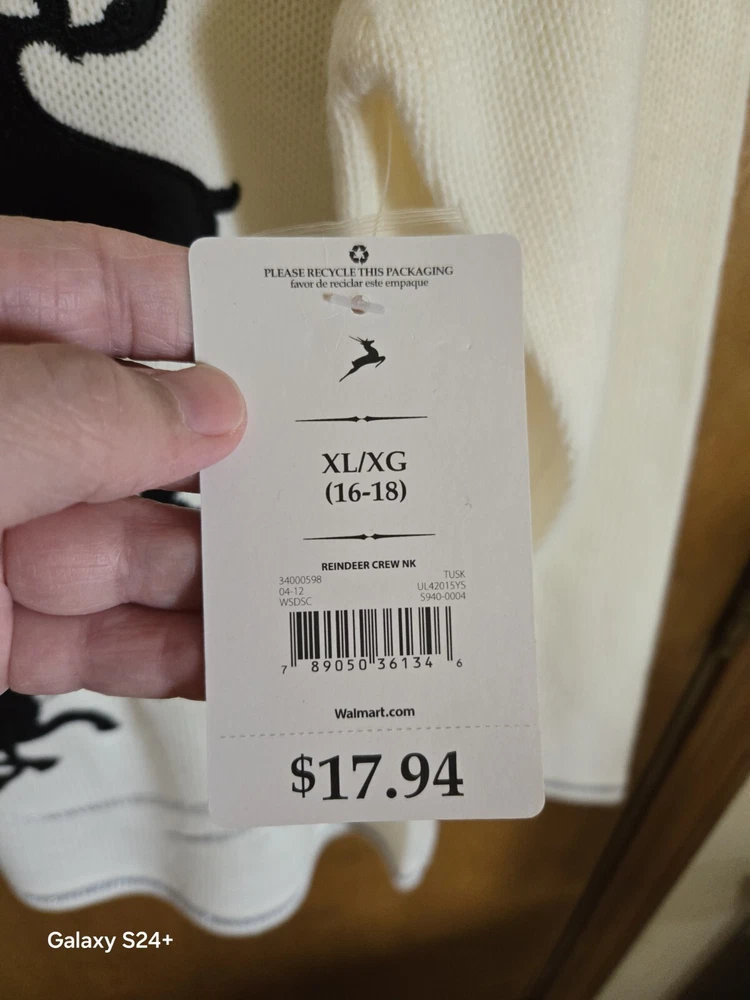 PLEASE RECYCLE THIS PACKAGING
favor de reciclar este empaque
XL/XG
(16-18)
REINDEER CREW NK
34000598 TUSK
04-12 UL42015YS
WSDSC 5940-0004
7 89050 36134 6
Walmart.com
$17.94
Galaxy S24+